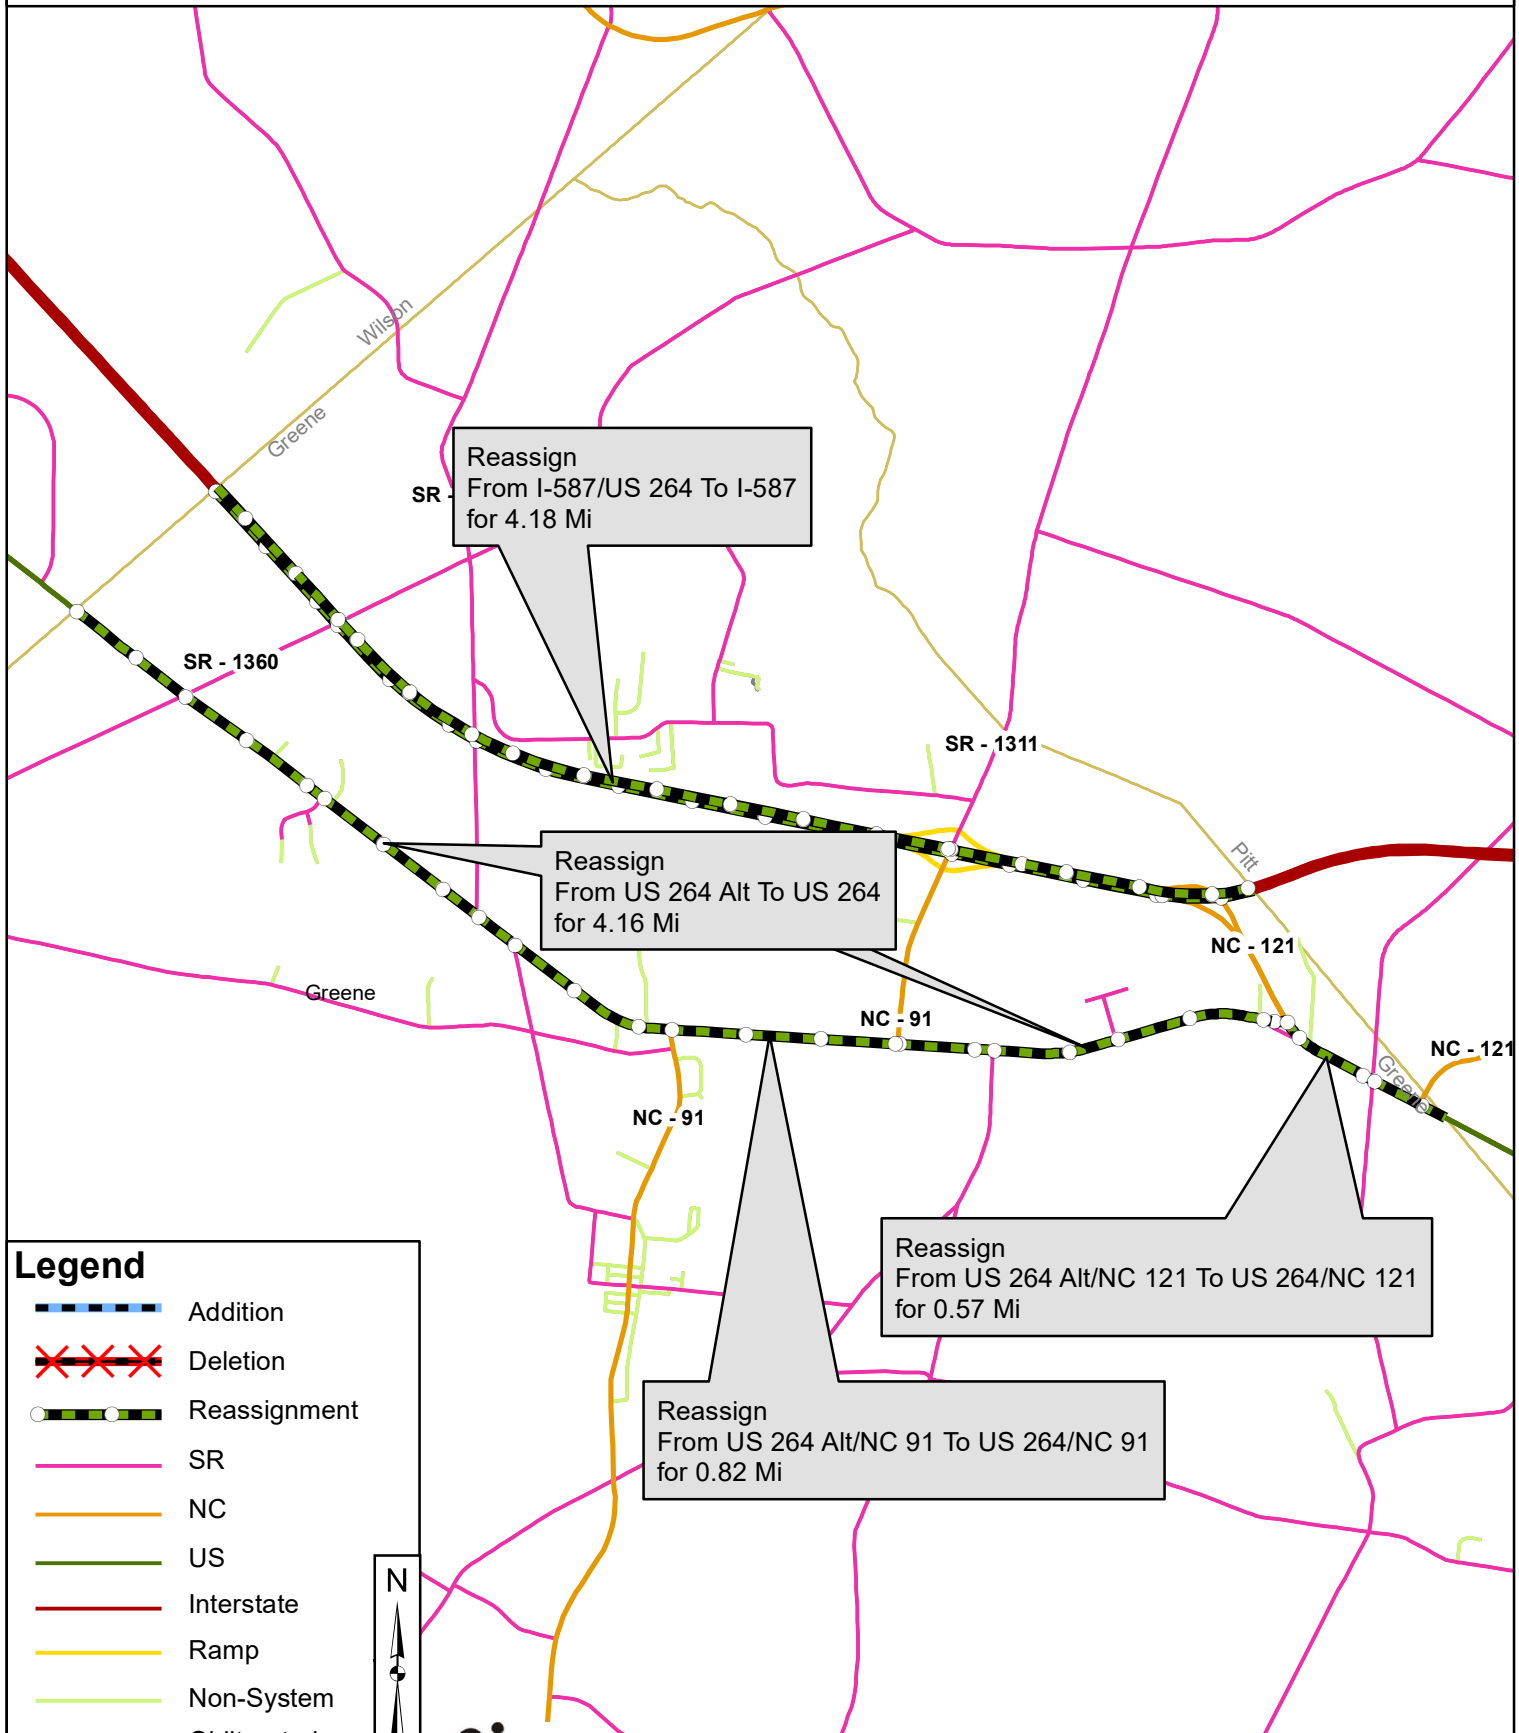 Wilson
Greene
Reassign
From I-587/US 264 To I-587
for 4.18 Mi
SR -
SR - 1360
SR - 1311
Reassign
From US 264 Alt To US 264
for 4.16 Mi
Pitt
NC - 121
Greene
NC - 91
NC - 121
Greene
NC - 91
Reassign
From US 264 Alt/NC 121 To US 264/NC 121
for 0.57 Mi
Reassign
From US 264 Alt/NC 91 To US 264/NC 91
for 0.82 Mi
Legend
Addition
Deletion
Reassignment
SR
NC
US
Interstate
Ramp
Non-System
N